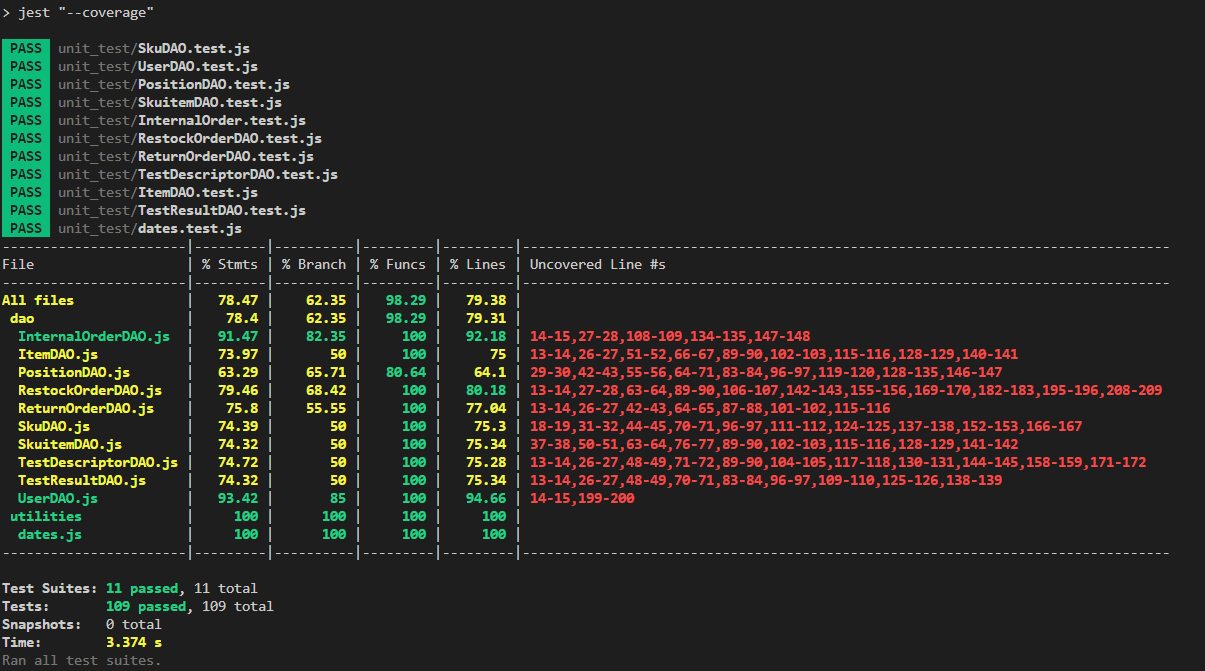 > jest "--coverage"
PASS unit_test/SkuDAO.test.js
PASS unit_test/UserDAO.test.js
PASS unit_test/PositionDAO.test.js
PASS unit_test/SkuitemDAO.test.js
PASS unit_test/InternalOrder.test.js
PASS unit_test/RestockOrderDAO.test.js
PASS unit_test/ReturnOrderDAO.test.js
PASS unit_test/TestDescriptorDAO.test.js
PASS unit_test/ItemDAO.test.js
PASS unit_test/TestResultDAO.test.js
PASS unit_test/dates.test.js
-----------------------|---------|----------|---------|---------|---------------------------------------------------------------------------------
File | % Stmts | % Branch | % Funcs | % Lines | Uncovered Line #s
-----------------------|---------|----------|---------|---------|---------------------------------------------------------------------------------
All files | 78.47 | 62.35 | 98.29 | 79.38 |
dao | 78.4 | 62.35 | 98.29 | 79.31 |
InternalOrderDAO.js | 91.47 | 82.35 | 100 | 92.18 | 14-15,27-28,108-109,134-135,147-148
ItemDAO.js | 73.97 | 50 | 100 | 75 | 13-14,26-27,51-52,66-67,89-90,102-103,115-116,128-129,140-141
PositionDAO.js | 63.29 | 65.71 | 80.64 | 64.1 | 29-30,42-43,55-56,64-71,83-84,96-97,119-120,128-135,146-147
RestockOrderDAO.js | 79.46 | 68.42 | 100 | 80.18 | 13-14,27-28,63-64,89-90,106-107,142-143,155-156,169-170,182-183,195-196,208-209
ReturnOrderDAO.js | 75.8 | 55.55 | 100 | 77.04 | 13-14,26-27,42-43,64-65,87-88,101-102,115-116
SkuDAO.js | 74.39 | 50 | 100 | 75.3 | 18-19,31-32,44-45,70-71,96-97,111-112,124-125,137-138,152-153,166-167
SkuitemDAO.js | 74.32 | 50 | 100 | 75.34 | 37-38,50-51,63-64,76-77,89-90,102-103,115-116,128-129,141-142
TestDescriptorDAO.js | 74.72 | 50 | 100 | 75.28 | 13-14,26-27,48-49,71-72,89-90,104-105,117-118,130-131,144-145,158-159,171-172
TestResultDAO.js | 74.32 | 50 | 100 | 75.34 | 13-14,26-27,48-49,70-71,83-84,96-97,109-110,125-126,138-139
UserDAO.js | 93.42 | 85 | 100 | 94.66 | 14-15,199-200
utilities | 100 | 100 | 100 | 100 |
dates.js | 100 | 100 | 100 | 100 |
-----------------------|---------|----------|---------|---------|---------------------------------------------------------------------------------
Test Suites: 11 passed, 11 total
Tests: 109 passed, 109 total
Snapshots: 0 total
Time: 3.374 s
Ran all test suites.